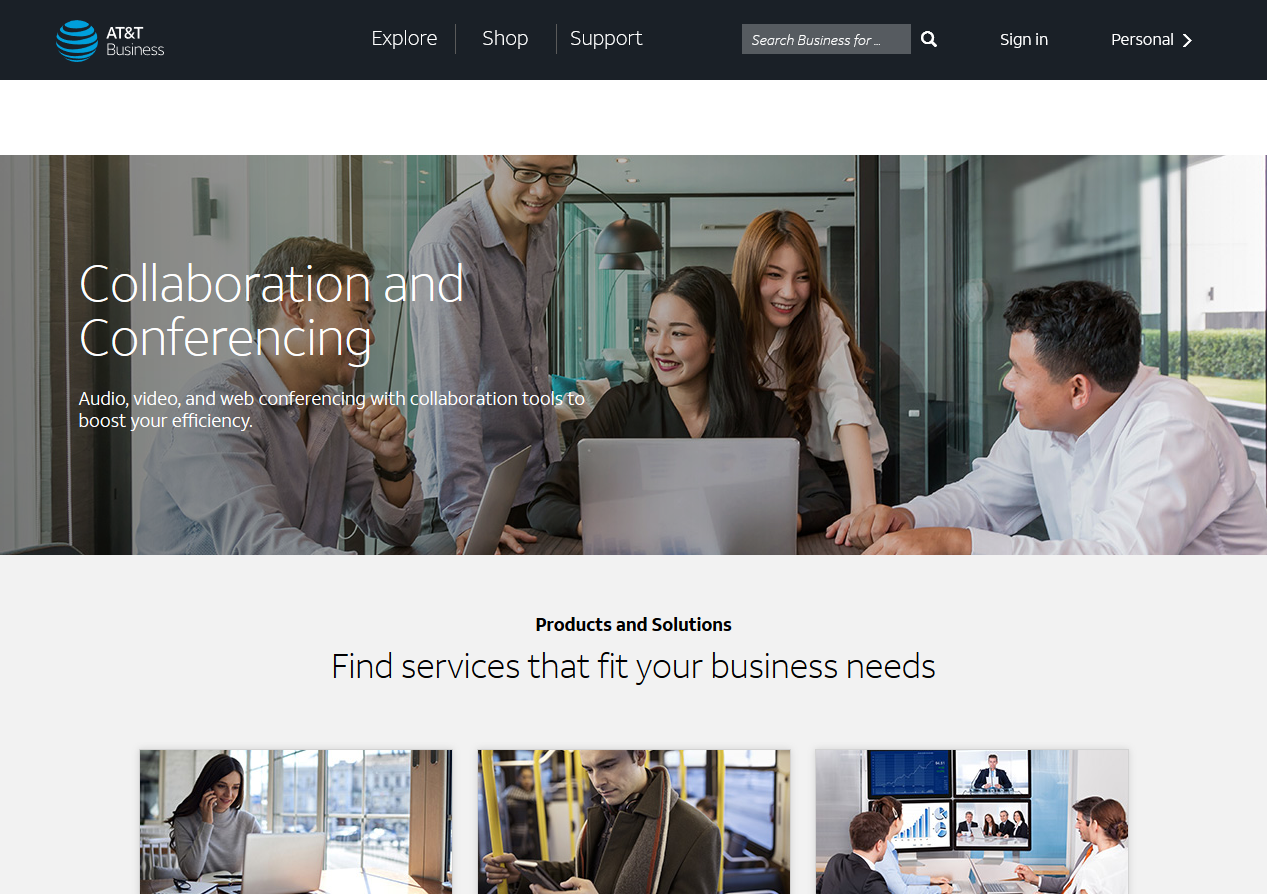 AT&T
Business
Explore
Shop
Support
Search Business for ...
Sign in
Personal
Collaboration and
Conferencing
Audio, video, and web conferencing with collaboration tools to
boost your efficiency.
Products and Solutions
Find services that fit your business needs